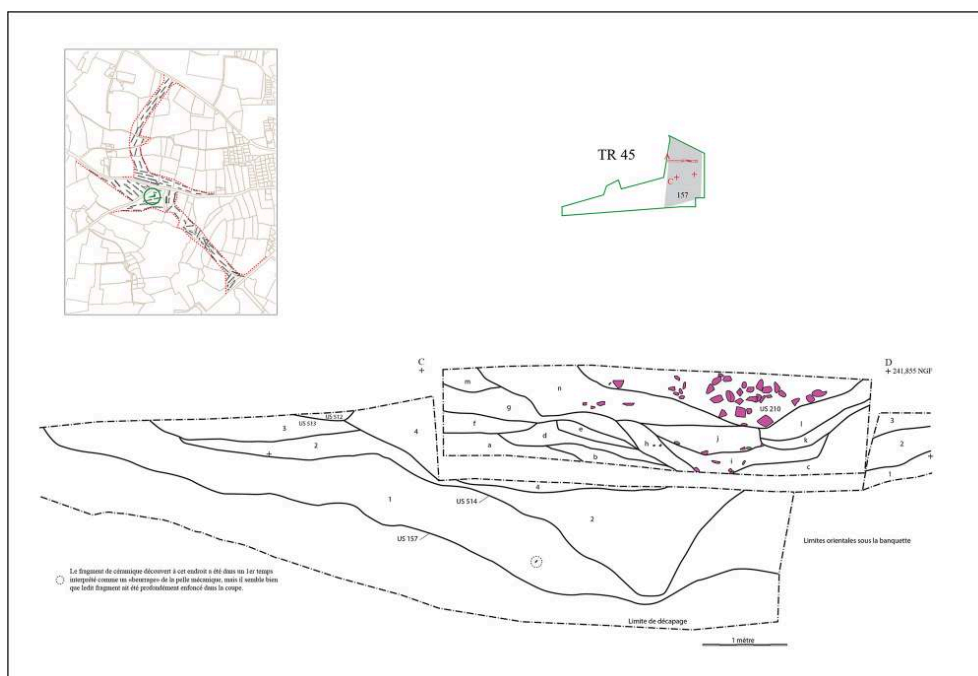 TR 45
A
C
157
C
D
241,855 NGF
m
n
US 210
g
l
f
e
j
k
a
d
h
b
i
c
3
US 512
US 513
2
4
3
2
1
4
1
US 514
2
US 157
Limites orientales sous la banquette
Le fragment de céramique découvert à cet endroit a été dans un 1er temps
interprété comme un «beurrage» de la pelle mécanique, mais il semble bien
que ledit fragment ait été profondément enfoncé dans la coupe.
Limite de décapage
1 mètre